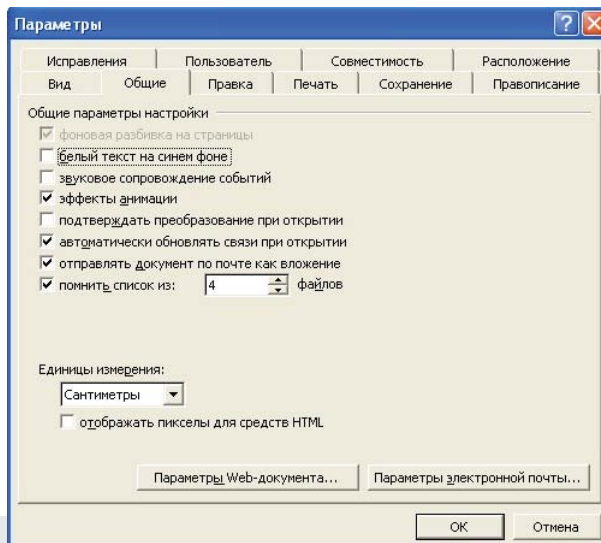 Параметры
Исправления Пользователь Совместимость Расположение
Вид Общие Правка Печать Сохранение Правописание
Общие параметры настройки
фоновая разбивка на страницы
белый текст на синем фоне
звуковое сопровождение событий
эффекты анимации
подтверждать преобразование при открытии
автоматически обновлять связи при открытии
отправлять документ по почте как вложение
помнить список из: 4 файлов
Единицы измерения:
Сантиметры
отображать пикселы для средств HTML
Параметры Web-документа... Параметры электронной почты...
ОК Отмена